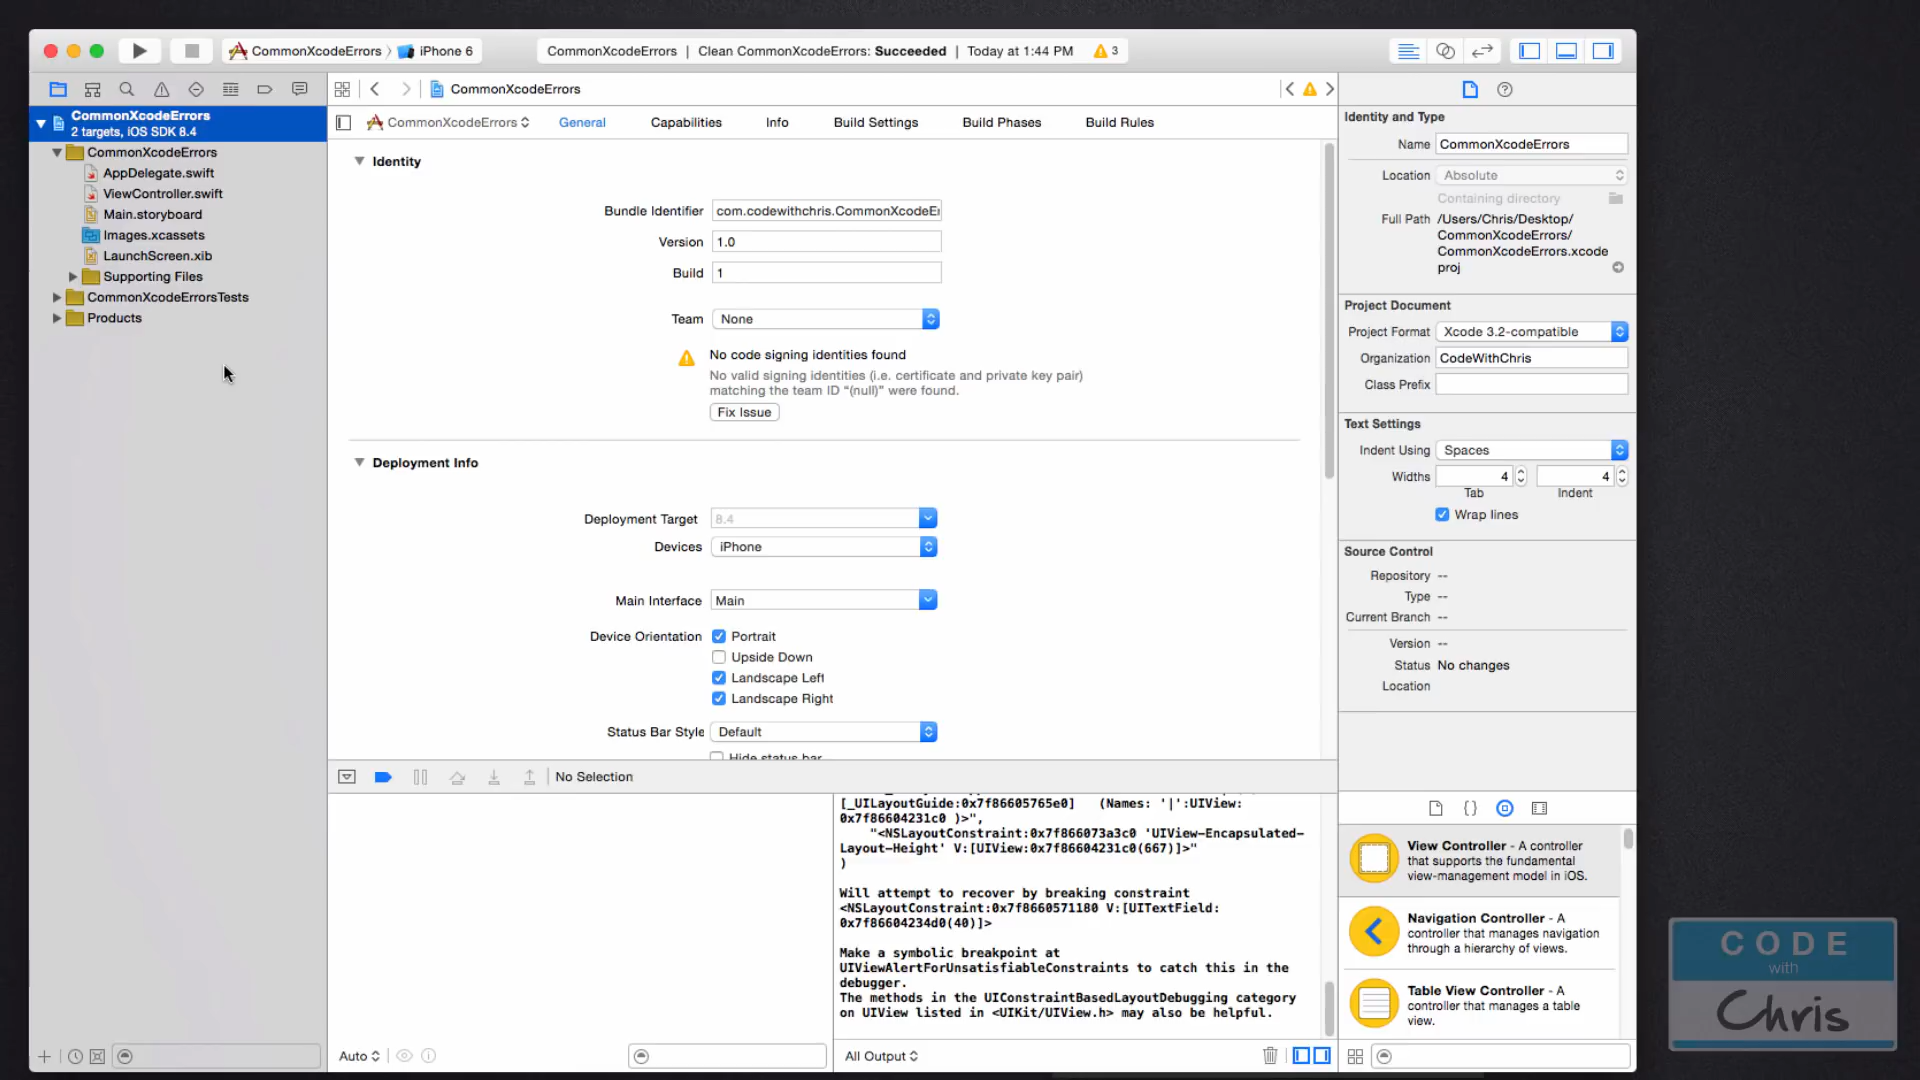 CommonXcodeErrors iPhone 6
CommonXcodeErrors | Clean CommonXcodeErrors: Succeeded | Today at 1:44 PM 3
CommonXcodeErrors
2 targets, iOS SDK 8.4
CommonXcodeErrors
AppDelegate.swift
ViewController.swift
Main.storyboard
Images.xcassets
LaunchScreen.xib
Supporting Files
CommonXcodeErrorsTests
Products
CommonXcodeErrors
CommonXcodeErrors General Capabilities Info Build Settings Build Phases Build Rules
Identity
Bundle Identifier com.codewithchris.CommonXcodeEr
Version 1.0
Build 1
Team None
No code signing identities found
No valid signing identities (i.e. certificate and private key pair)
matching the team ID “(null)” were found.
Fix Issue
Deployment Info
Deployment Target 8.4
Devices iPhone
Main Interface Main
Device Orientation Portrait
Upside Down
Landscape Left
Landscape Right
Status Bar Style Default
Hide status bar
No Selection
[_UILayoutGuide:0x7f86605765e0] (Names: '|':UIView:
0x7f86604231c0 )>",
"<NSLayoutConstraint:0x7f866073a3c0 'UIView-Encapsulated-
Layout-Height' V:[UIView:0x7f86604231c0(667)]>"
)
Will attempt to recover by breaking constraint
<NSLayoutConstraint:0x7f8660571180 V:[UITextField:
0x7f86604234d0(40)]>
Make a symbolic breakpoint at
UIViewAlertForUnsatisfiableConstraints to catch this in the
debugger.
The methods in the UIConstraintBasedLayoutDebugging category
on UIView listed in <UIKit/UIView.h> may also be helpful.
Auto
All Output
Identity and Type
Name CommonXcodeErrors
Location Absolute
Containing directory
Full Path /Users/Chris/Desktop/
CommonXcodeErrors/
CommonXcodeErrors.xcode
proj
Project Document
Project Format Xcode 3.2-compatible
Organization CodeWithChris
Class Prefix
Text Settings
Indent Using Spaces
Widths 4 4
Tab Indent
Wrap lines
Source Control
Repository --
Type --
Current Branch --
Version --
Status No changes
Location
View Controller - A controller
that supports the fundamental
view-management model in iOS.
Navigation Controller - A
controller that manages navigation
through a hierarchy of views.
Table View Controller - A
controller that manages a table
view.
CODE
with
Chris